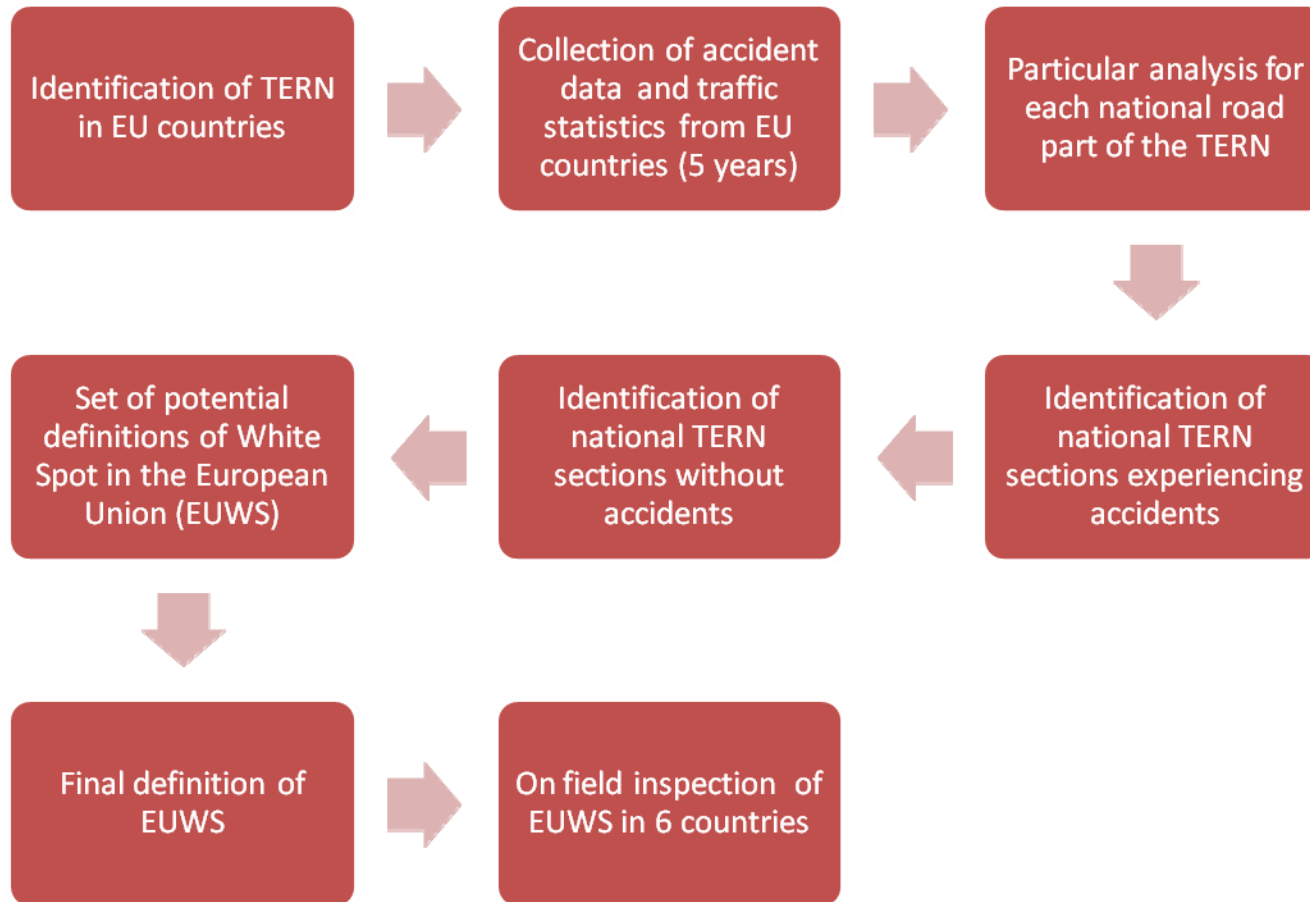 Identification of TERN
in EU countries
Collection of accident
data and traffic
statistics from EU
countries (5 years)
Particular analysis for
each national road
part of the TERN
Identification of
national TERN
sections experiencing
accidents
Identification of
national TERN
sections without
accidents
Set of potential
definitions of White
Spot in the European
Union (EUWS)
Final definition of
EUWS
On field inspection of
EUWS in 6 countries